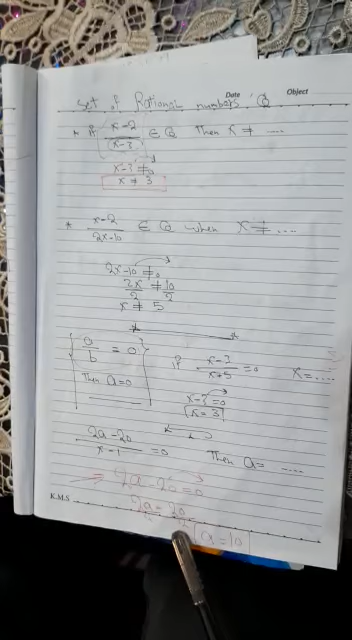 Date Object
Set of Rational numbers Q
* if x-2/x-3 ∈ Q Then x ≠ ....
x-3 ≠ 0
x ≠ 3
* x-2/2x-10 ∈ Q when x ≠ ....
2x-10 ≠ 0
2x/2 ≠ 10/2
x ≠ 5
{ a/b = 0 } if x-3/x+5 = 0 x = ....
Then a=0
x-3=0
x=3
2a-20/x-1 = 0 Then a= ....
2a-20=0
2a=20
a=10
K.M.S